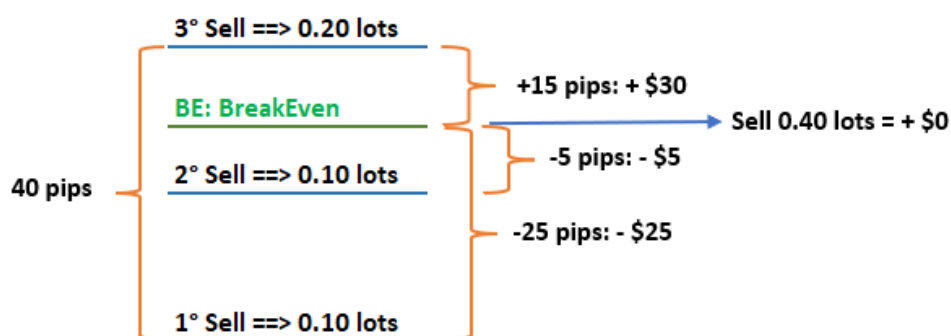 3° Sell ==> 0.20 lots
+15 pips: + $30
BE: BreakEven
Sell 0.40 lots = + $0
-5 pips: - $5
2° Sell ==> 0.10 lots
40 pips
-25 pips: - $25
1° Sell ==> 0.10 lots